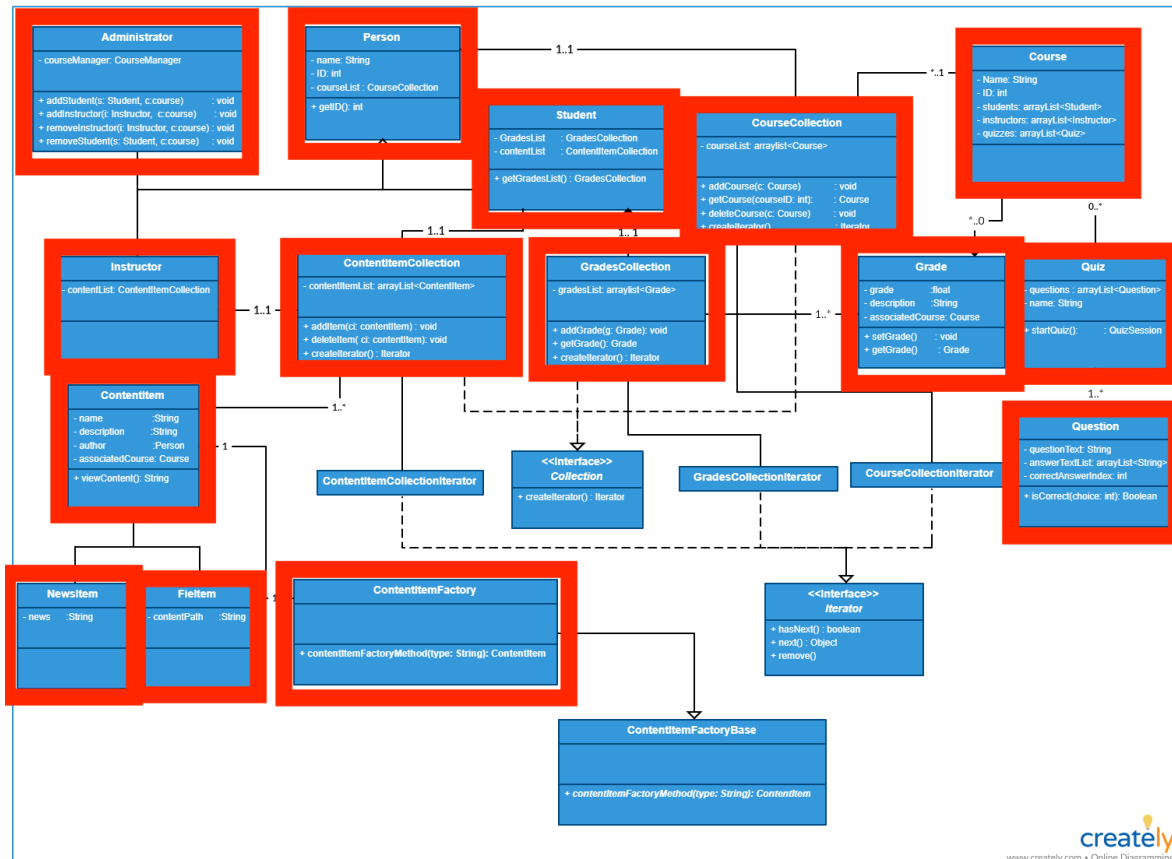 Administrator
- courseManager: CourseManager
+ addStudent(s: Student, c:course) : void
+ addInstructor(i: Instructor, c:course) : void
+ removeInstructor(i: Instructor, c:course) : void
+ removeStudent(s: Student, c:course) : void
Person
- name: String
- ID: int
- courseList : CourseCollection
+ getID(): int
1..1
Student
- GradesList : GradesCollection
- contentList : ContentItemCollection
+ getGradesList() : GradesCollection
CourseCollection
- courseList: arraylist<Course>
+ addCourse(c: Course) : void
+ getCourse(courseID: int): : Course
+ deleteCourse(c: Course) : void
+ createIterator() : Iterator
*..1
Course
- Name: String
- ID: int
- students: arrayList<Student>
- instructors: arrayList<Instructor>
- quizzes: arrayList<Quiz>
1..1
1..1
*..0
0..*
Instructor
- contentList: ContentItemCollection
1..1
ContentItemCollection
- contentItemList: arrayList<ContentItem>
+ addItem(ci: contentItem) : void
+ deleteItem( ci: contentItem): void
+ createIterator() : Iterator
GradesCollection
- gradesList: arraylist<Grade>
+ addGrade(g: Grade): void
+ getGrade(): Grade
+ createIterator() : Iterator
1..*
Grade
- grade :float
- description :String
- associatedCourse: Course
+ setGrade() : void
+ getGrade() : Grade
Quiz
- questions : arrayList<Question>
- name: String
+ startQuiz(): : QuizSession
ContentItem
- name :String
- description :String
- author :Person
- associatedCourse: Course
+ viewContent(): String
1..*
1
1..*
ContentItemCollectionIterator
<<Interface>>
Collection
+ createIterator() : Iterator
GradesCollectionIterator
CourseCollectionIterator
Question
- questionText: String
- answerTextList: arrayList<String>
- correctAnswerIndex: int
+ isCorrect(choice: int): Boolean
NewsItem
- news :String
FieItem
- contentPath :String
ContentItemFactory
+ contentItemFactoryMethod(type: String): ContentItem
<<Interface>>
Iterator
+ hasNext() : boolean
+ next() : Object
+ remove()
ContentItemFactoryBase
+ contentItemFactoryMethod(type: String): ContentItem
creately
www.creately.com • Online Diagramming